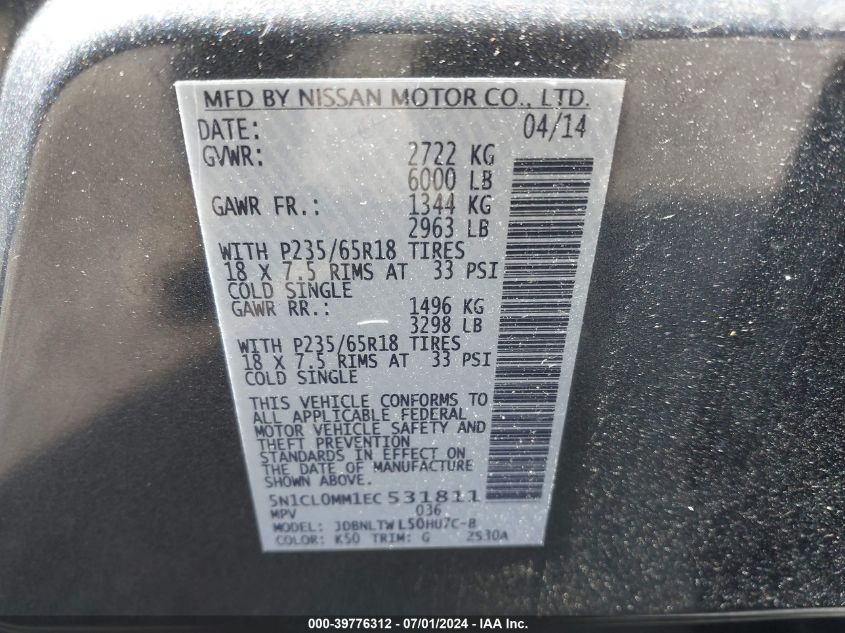 MFD BY NISSAN MOTOR CO., LTD.
DATE: 04/14
GVWR: 2722 KG
6000 LB
GAWR FR.: 1344 KG
2963 LB
WITH P235/65R18 TIRES
18 X 7.5 RIMS AT 33 PSI
COLD SINGLE
GAWR RR.: 1496 KG
3298 LB
WITH P235/65R18 TIRES
18 X 7.5 RIMS AT 33 PSI
COLD SINGLE
THIS VEHICLE CONFORMS TO
ALL APPLICABLE FEDERAL
MOTOR VEHICLE SAFETY AND
THEFT PREVENTION
STANDARDS IN EFFECT ON
THE DATE OF MANUFACTURE
SHOWN ABOVE.
5N1CL0MM1EC531811
MPV 036
MODEL: JDBNLTWL50HU7C-B
COLOR: K50 TRIM: G 2530A
000-39776312 - 07/01/2024 - IAA Inc.